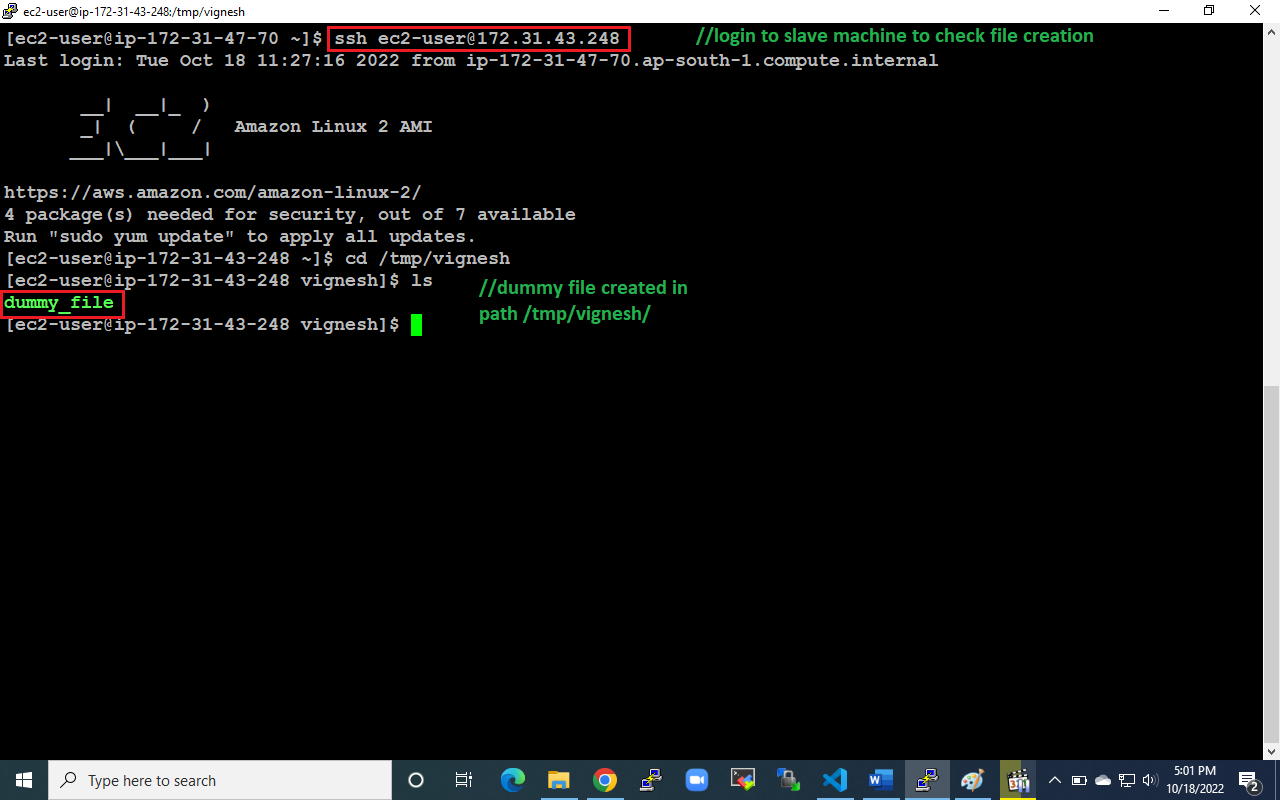 ec2-user@ip-172-31-43-248:/tmp/vignesh
[ec2-user@ip-172-31-47-70 ~]$ ssh ec2-user@172.31.43.248 //login to slave machine to check file creation
Last login: Tue Oct 18 11:27:16 2022 from ip-172-31-47-70.ap-south-1.compute.internal
__|  __|_  )
_|  (     /   Amazon Linux 2 AMI
___|\___|___|
https://aws.amazon.com/amazon-linux-2/
4 package(s) needed for security, out of 7 available
Run "sudo yum update" to apply all updates.
[ec2-user@ip-172-31-43-248 ~]$ cd /tmp/vignesh
[ec2-user@ip-172-31-43-248 vignesh]$ ls
//dummy file created in
dummy_file
path /tmp/vignesh/
[ec2-user@ip-172-31-43-248 vignesh]$
Type here to search
5:01 PM
10/18/2022
2